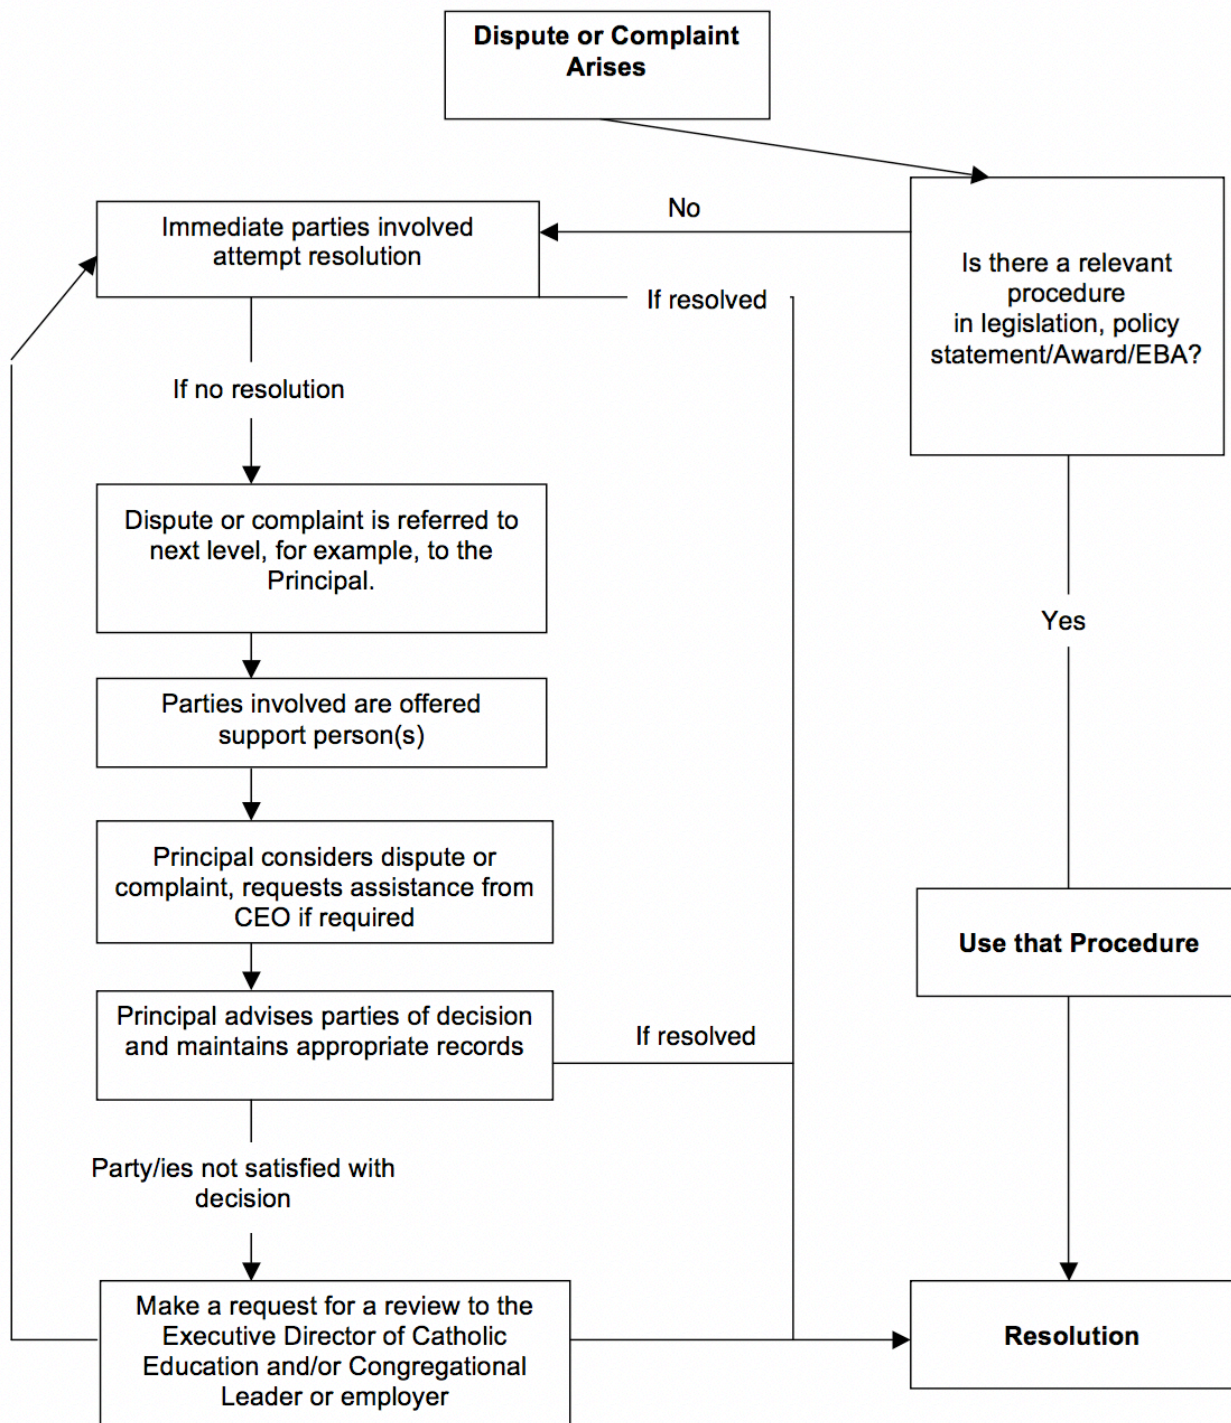 Dispute or Complaint
Arises
No
Immediate parties involved
attempt resolution
Is there a relevant
procedure
in legislation, policy
statement/Award/EBA?
If resolved
If no resolution
Dispute or complaint is referred to
next level, for example, to the
Principal.
Yes
Parties involved are offered
support person(s)
Principal considers dispute or
complaint, requests assistance from
CEO if required
Use that Procedure
Principal advises parties of decision
and maintains appropriate records
If resolved
Party/ies not satisfied with
decision
Make a request for a review to the
Executive Director of Catholic
Education and/or Congregational
Leader or employer
Resolution